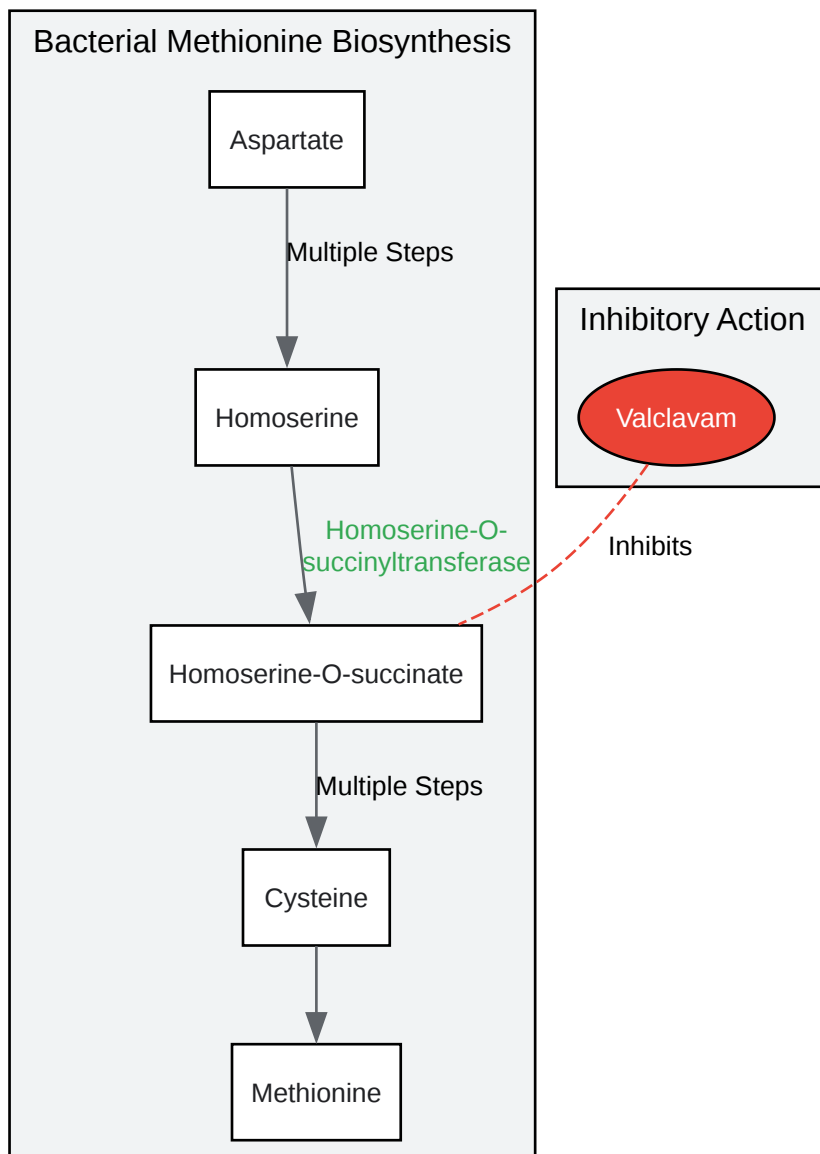 Bacterial Methionine Biosynthesis
Aspartate
Multiple Steps
Inhibitory Action
Homoserine
Valclavam
Homoserine-O-
succinyltransferase
Inhibits
Homoserine-O-succinate
Multiple Steps
Cysteine
Methionine